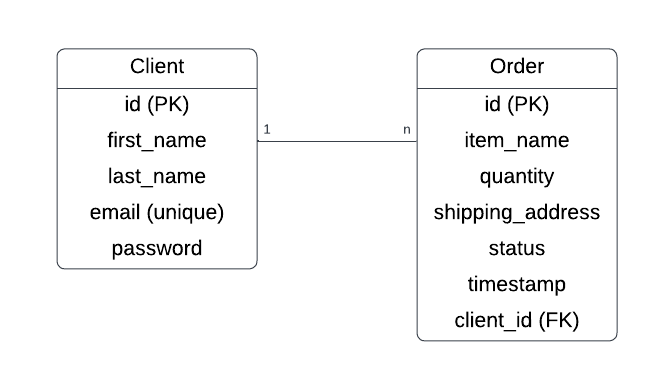 Client
id (PK)
first_name
last_name
email (unique)
password
1
n
Order
id (PK)
item_name
quantity
shipping_address
status
timestamp
client_id (FK)